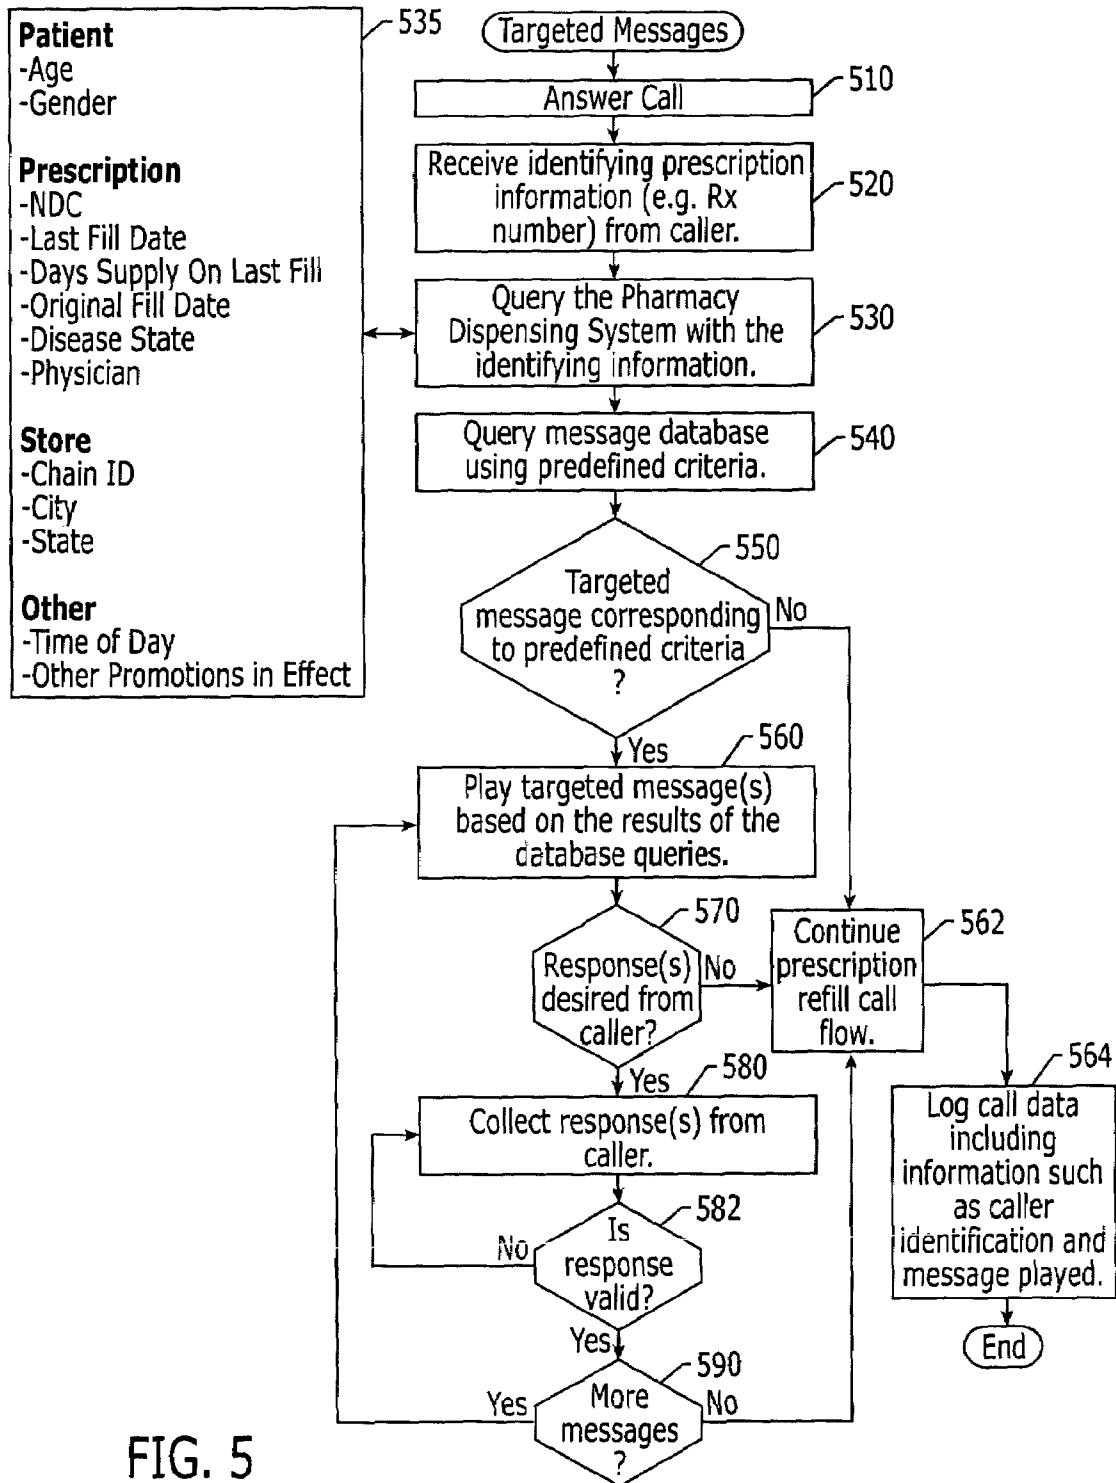 Patient
-Age
-Gender
Prescription
-NDC
-Last Fill Date
-Days Supply On Last Fill
-Original Fill Date
-Disease State
-Physician
Store
-Chain ID
-City
-State
Other
-Time of Day
-Other Promotions in Effect
535
Targeted Messages
510
Answer Call
Receive identifying prescription
information (e.g. Rx
number) from caller.
520
Query the Pharmacy
Dispensing System with the
identifying information.
530
Query message database
using predefined criteria.
540
550
Targeted
message corresponding
to predefined criteria
?
No
Yes
560
Play targeted message(s)
based on the results of the
database queries.
570
Response(s)
desired from
caller?
No
Continue
prescription
refill call
flow.
562
Yes
580
Collect response(s) from
caller.
564
Log call data
including
information such
as caller
identification and
message played.
End
582
Is
response
valid?
No
Yes
590
More
messages
?
Yes
No
FIG. 5